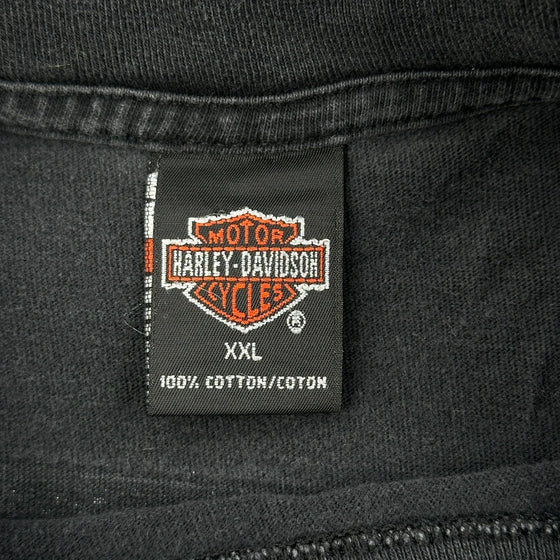 MOTOR
HARLEY-DAVIDSON
CYCLES
®
XXL
100% COTTON/COTON